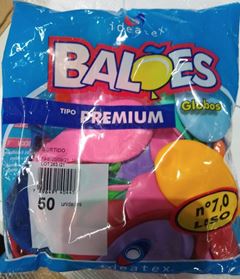 ideatex
BALÕES
Globos
TIPO PREMIUM
SORTIDO
50 unidades
nº7,0
LISO
ideatex